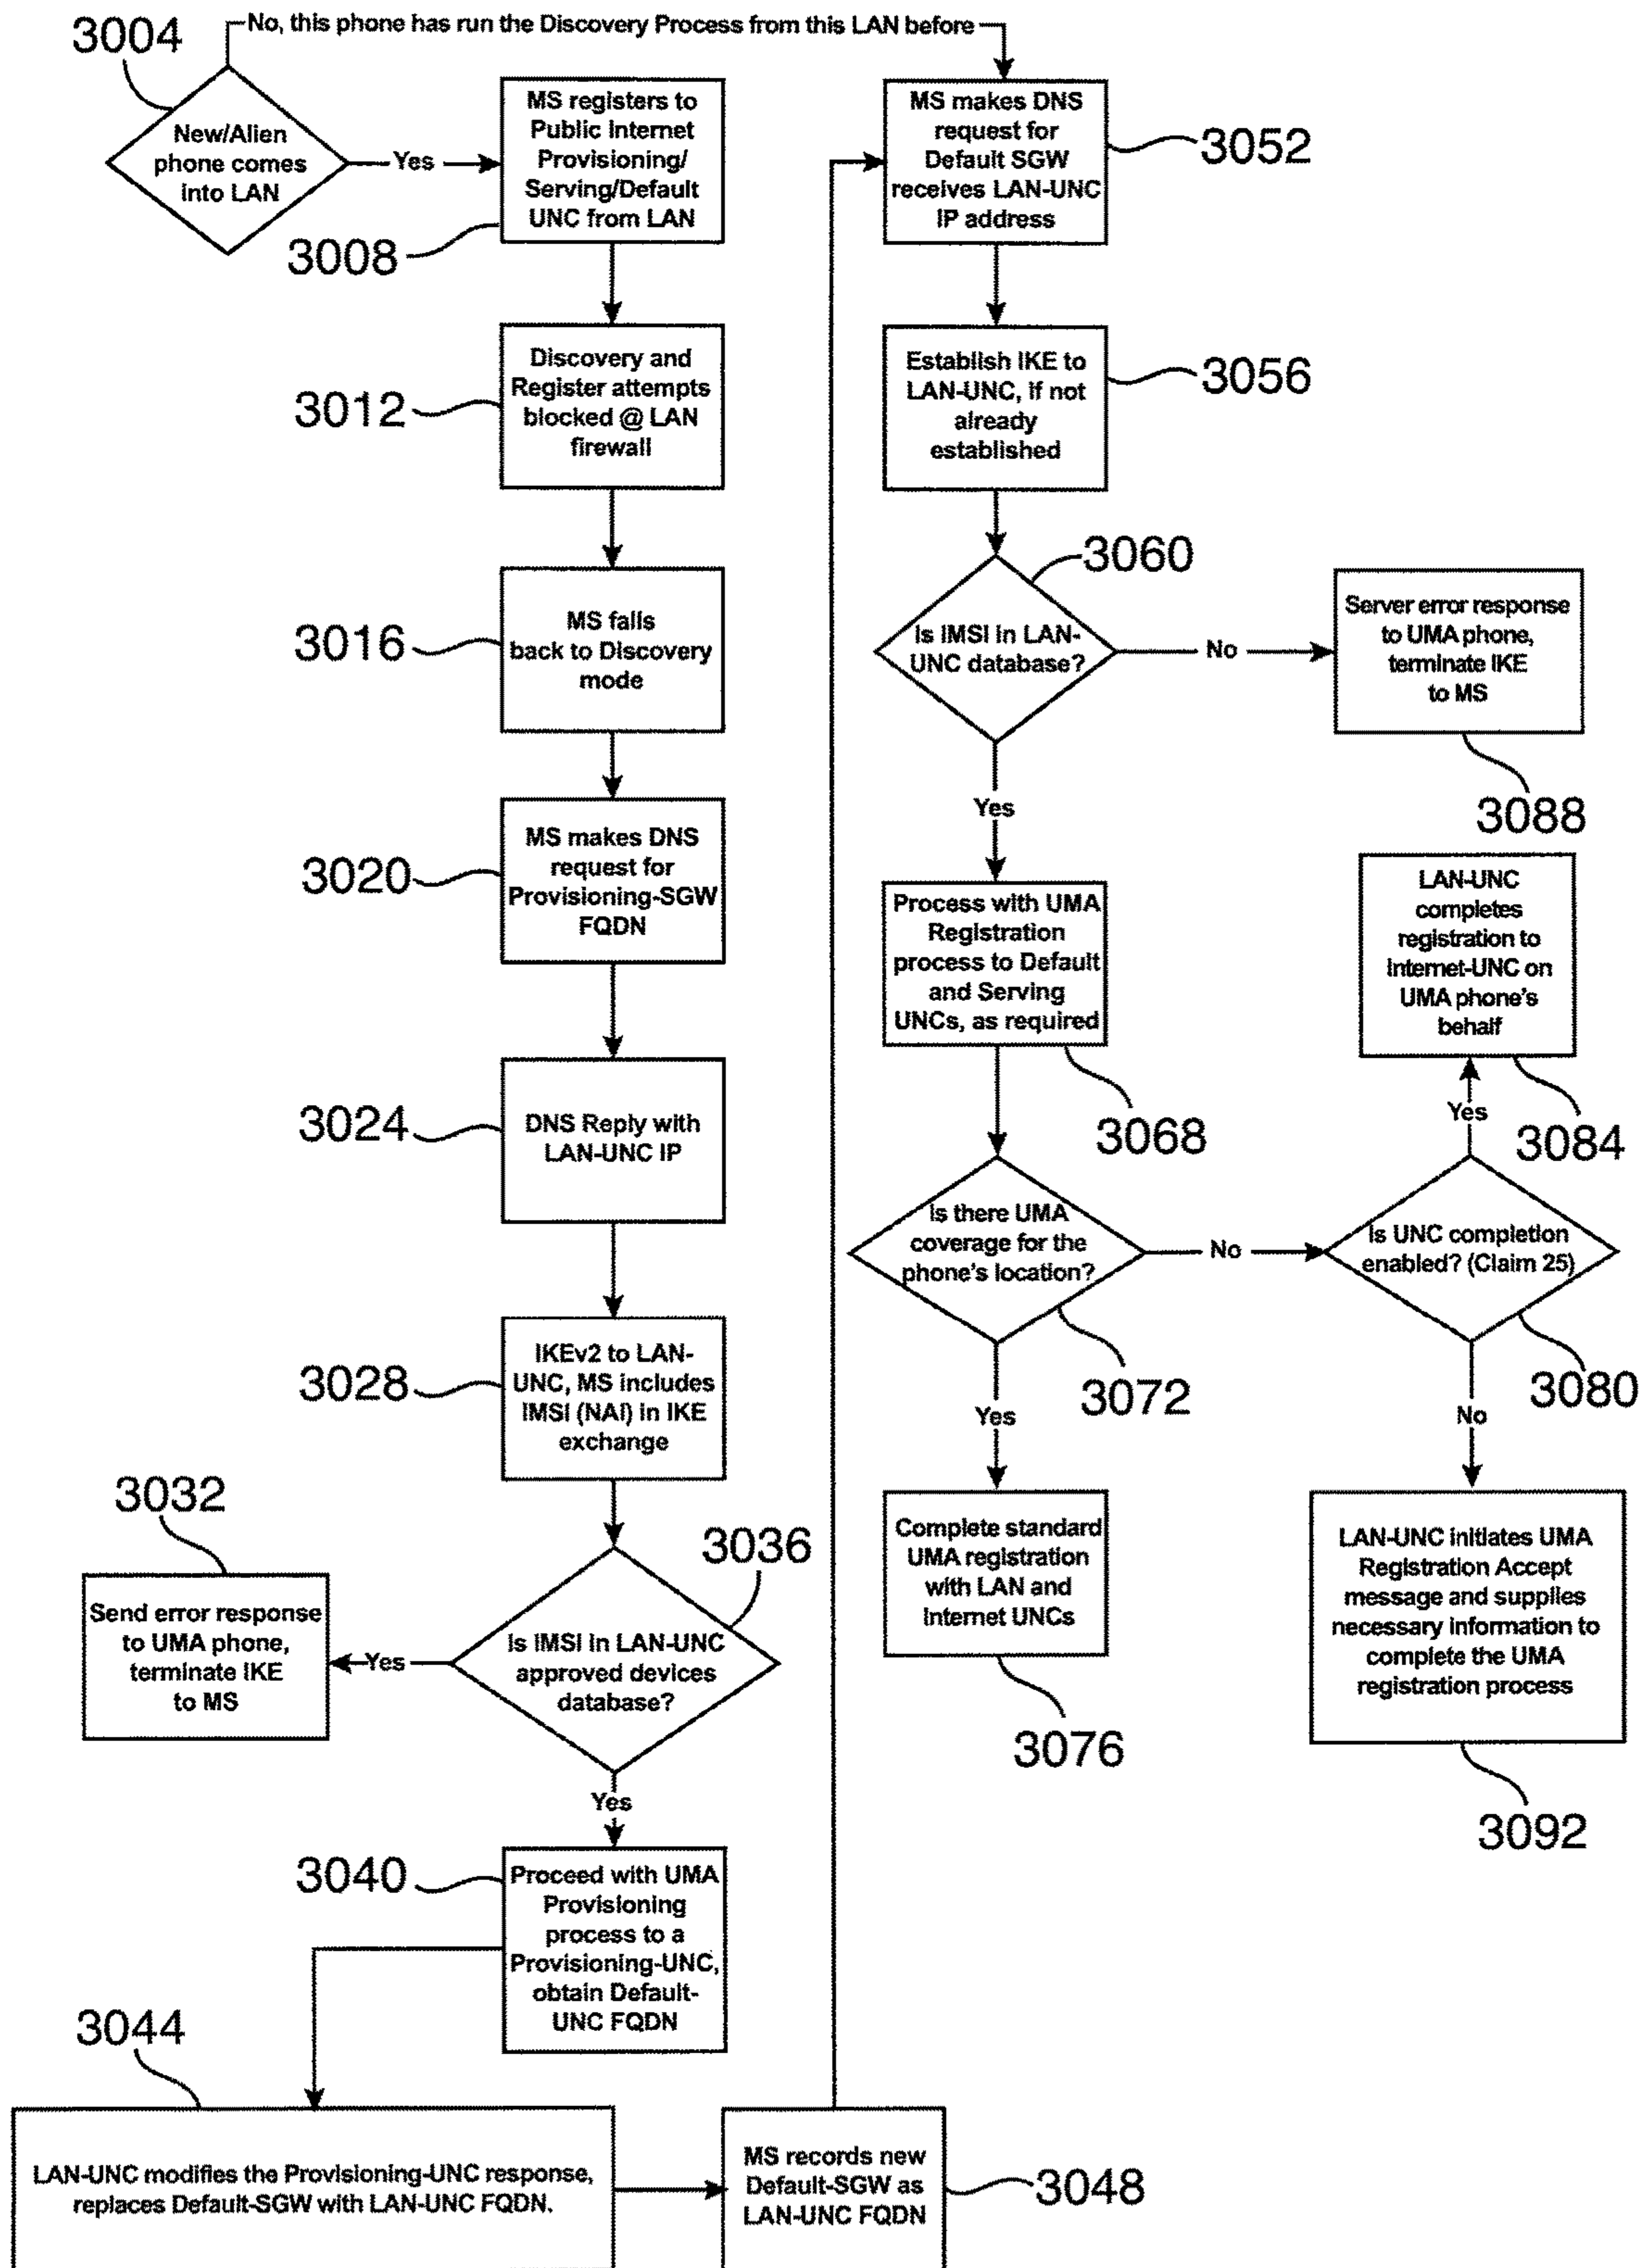 No, this phone has run the Discovery Process from this LAN before
3004
New/Alien
phone comes
into LAN
Yes
MS registers to
Public Internet
Provisioning/
Serving/Default
UNC from LAN
3008
Discovery and
Register attempts
blocked @ LAN
firewall
3012
MS falls
back to Discovery
mode
3016
MS makes DNS
request for
Provisioning-SGW
FQDN
3020
DNS Reply with
LAN-UNC IP
3024
IKEv2 to LAN-
UNC, MS includes
IMSI (NAI) in IKE
exchange
3028
3032
Send error response
to UMA phone,
terminate IKE
to MS
Yes
3036
Is IMSI in LAN-UNC
approved devices
database?
Yes
3040
Proceed with UMA
Provisioning
process to a
Provisioning-UNC,
obtain Default-
UNC FQDN
3044
LAN-UNC modifies the Provisioning-UNC response,
replaces Default-SGW with LAN-UNC FQDN.
MS records new
Default-SGW as
LAN-UNC FQDN
3048
MS makes DNS
request for
Default SGW
receives LAN-UNC
IP address
3052
Establish IKE to
LAN-UNC, if not
already
established
3056
3060
Is IMSI in LAN-
UNC database?
No
Server error response
to UMA phone,
terminate IKE
to MS
3088
Yes
Process with UMA
Registration
process to Default
and Serving
UNCs, as required
3068
Is there UMA
coverage for the
phone's location?
3072
No
Yes
Complete standard
UMA registration
with LAN and
Internet UNCs
3076
LAN-UNC
completes
registration to
Internet-UNC on
UMA phone's
behalf
3084
Yes
Is UNC completion
enabled? (Claim 25)
3080
No
LAN-UNC initiates UMA
Registration Accept
message and supplies
necessary information to
complete the UMA
registration process
3092